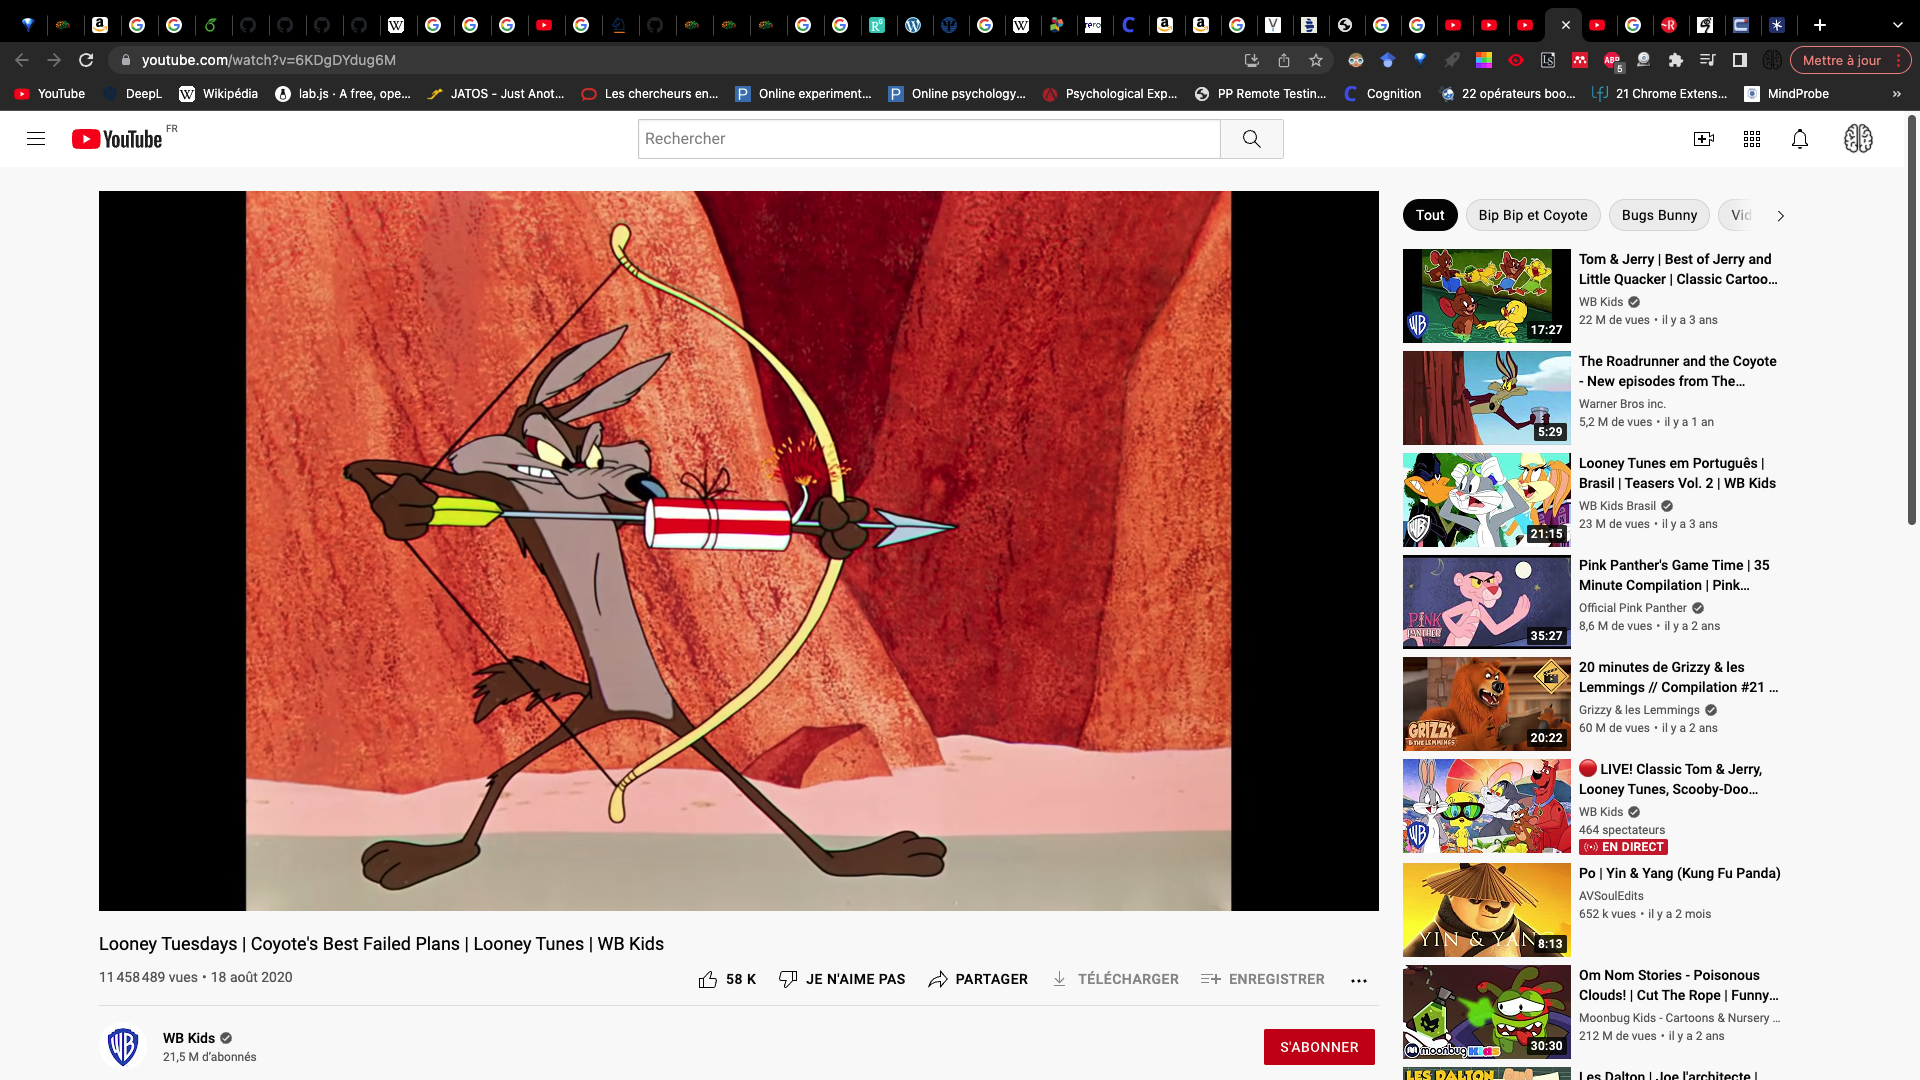 youtube.com/watch?v=6KDgDYdug6M
Mettre à jour
YouTube
DeepL
Wikipédia
lab.js · A free, ope...
JATOS - Just Anot...
Les chercheurs en...
Online experiment...
Online psychology...
Psychological Exp...
PP Remote Testin...
Cognition
22 opérateurs boo...
21 Chrome Extens...
MindProbe
»
YouTube FR
Rechercher
Tout
Bip Bip et Coyote
Bugs Bunny
Vid
Tom & Jerry | Best of Jerry and
Little Quacker | Classic Cartoo...
WB Kids
22 M de vues • il y a 3 ans
17:27
The Roadrunner and the Coyote
- New episodes from The...
Warner Bros inc.
5,2 M de vues • il y a 1 an
5:29
Looney Tunes em Português |
Brasil | Teasers Vol. 2 | WB Kids
WB Kids Brasil
23 M de vues • il y a 3 ans
21:15
Pink Panther's Game Time | 35
Minute Compilation | Pink...
Official Pink Panther
8,6 M de vues • il y a 2 ans
PINK
PANTHER
35:27
20 minutes de Grizzy & les
Lemmings // Compilation #21 ...
Grizzy & les Lemmings
60 M de vues • il y a 2 ans
GRIZZY
& THE LEMMINGS
20:22
LIVE! Classic Tom & Jerry,
Looney Tunes, Scooby-Doo...
WB Kids
464 spectateurs
EN DIRECT
Po | Yin & Yang (Kung Fu Panda)
AVSoulEdits
652 k vues • il y a 2 mois
YIN & YANG
8:13
Om Nom Stories - Poisonous
Clouds! | Cut The Rope | Funny...
Moonbug Kids - Cartoons & Nursery ...
212 M de vues • il y a 2 ans
moonbug KIDS
30:30
Les Dalton | Joe l'architecte |
LES DALTON
Looney Tuesdays | Coyote's Best Failed Plans | Looney Tunes | WB Kids
11 458 489 vues • 18 août 2020
58 K
JE N'AIME PAS
PARTAGER
TÉLÉCHARGER
ENREGISTRER
WB Kids
21,5 M d'abonnés
S'ABONNER